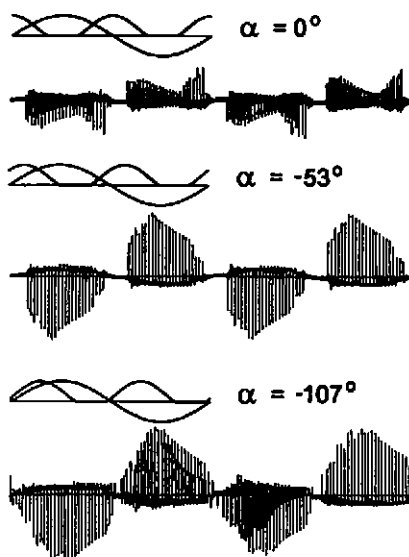 α = 0°
α = -53°
α = -107°